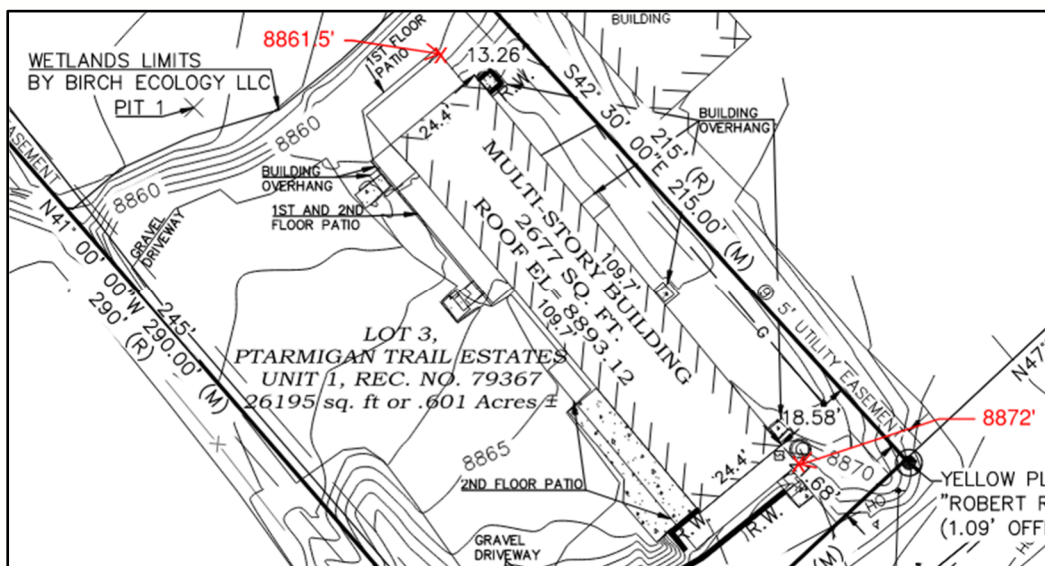 8861.5'
BUILDING
WETLANDS LIMITS
BY BIRCH ECOLOGY LLC
PIT 1
1ST FLOOR
PATIO
13.26'
R.W.
S42° 30' 00"E 215.00' (M)
215' (R)
BUILDING
OVERHANG
8860
8860
24.4'
EASEMENT
N41° 00' 00"W 290.00' (M)
245'
290' (R)
GRAVEL
DRIVEWAY
BUILDING
OVERHANG
1ST AND 2ND
FLOOR PATIO
MULTI-STORY BUILDING
2677 SQ. FT.
ROOF EL= 8893.12
109.7'
109.7'
G
5' UTILITY EASEMENT
N47°
LOT 3,
PTARMIGAN TRAIL ESTATES
UNIT 1, REC. NO. 79367
26195 sq. ft or .601 Acres ±
8865
2ND FLOOR PATIO
18.58'
8872'
8870
24.4'
.68'
YELLOW PL
"ROBERT R
(1.09' OFF
R.W.
R.W.
GRAVEL
DRIVEWAY
(M)